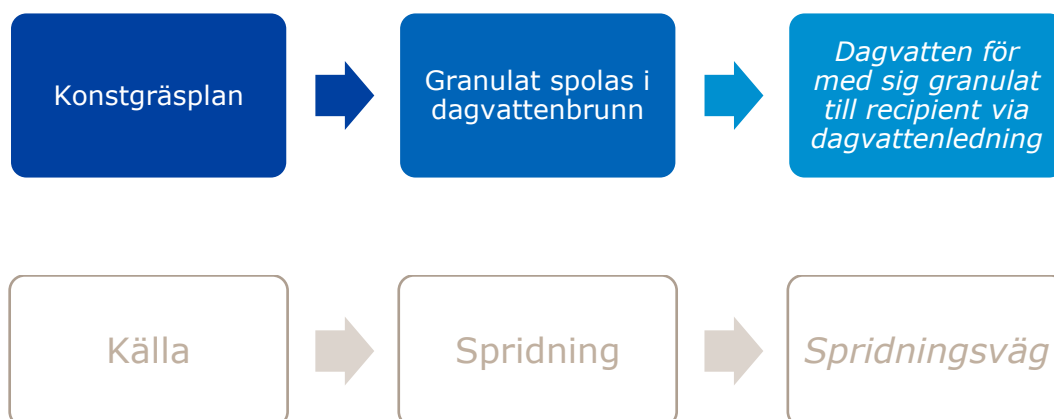 Konstgräsplan
Granulat spolas i
dagvattenbrunn
Dagvatten för
med sig granulat
till recipient via
dagvattenledning
Källa
Spridning
Spridningsväg